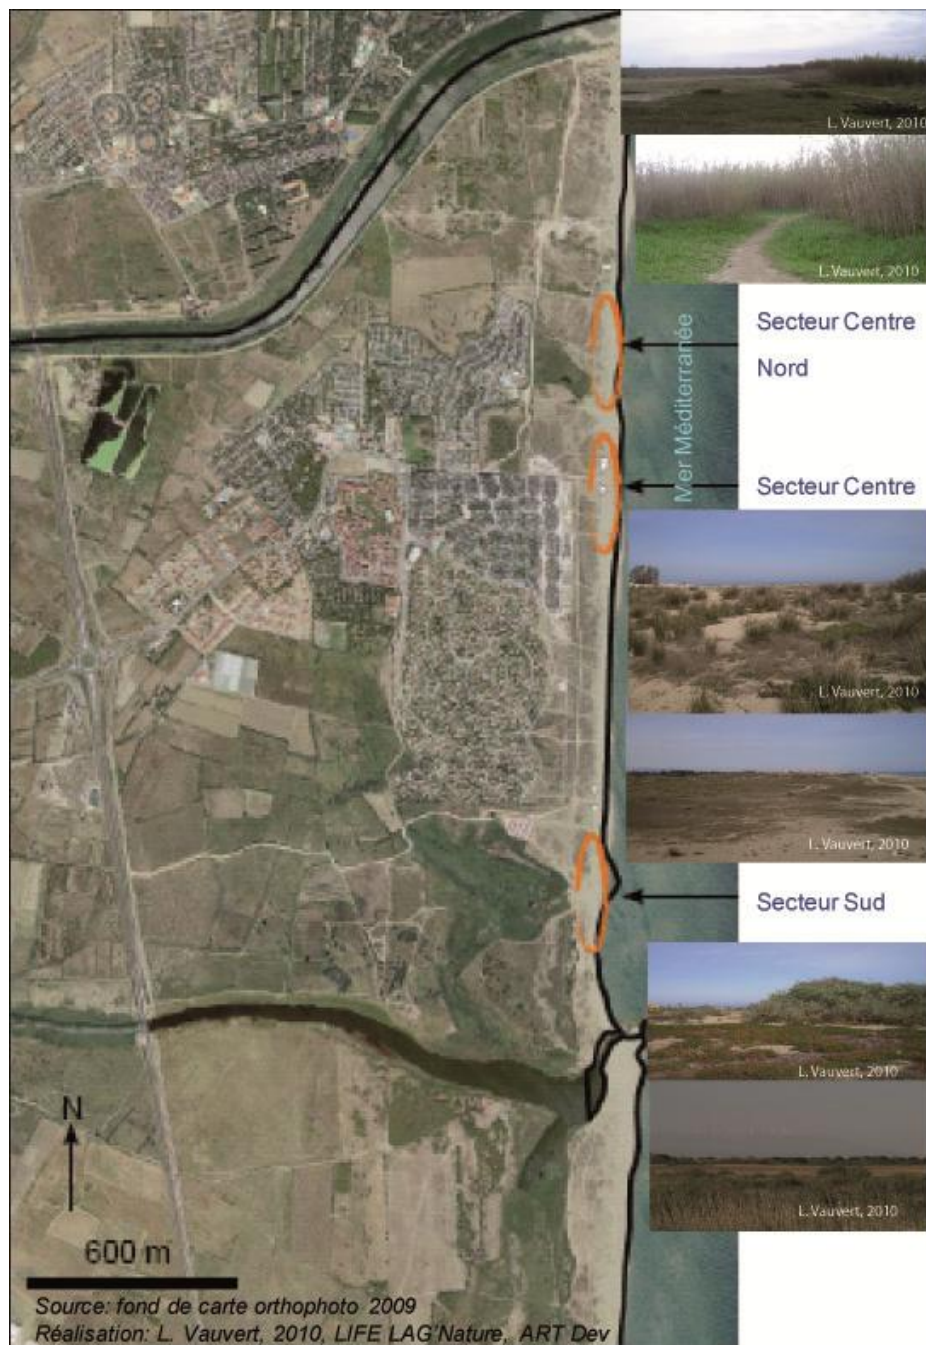 L. Vauvert, 2010
L. Vauvert, 2010
Secteur Centre
Nord
Mer Méditerranée
Secteur Centre
L. Vauvert, 2010
L. Vauvert, 2010
Secteur Sud
L. Vauvert, 2010
N
L. Vauvert, 2010
600 m
Source: fond de carte orthophoto 2009
Réalisation: L. Vauvert, 2010, LIFE LAG'Nature, ART Dev